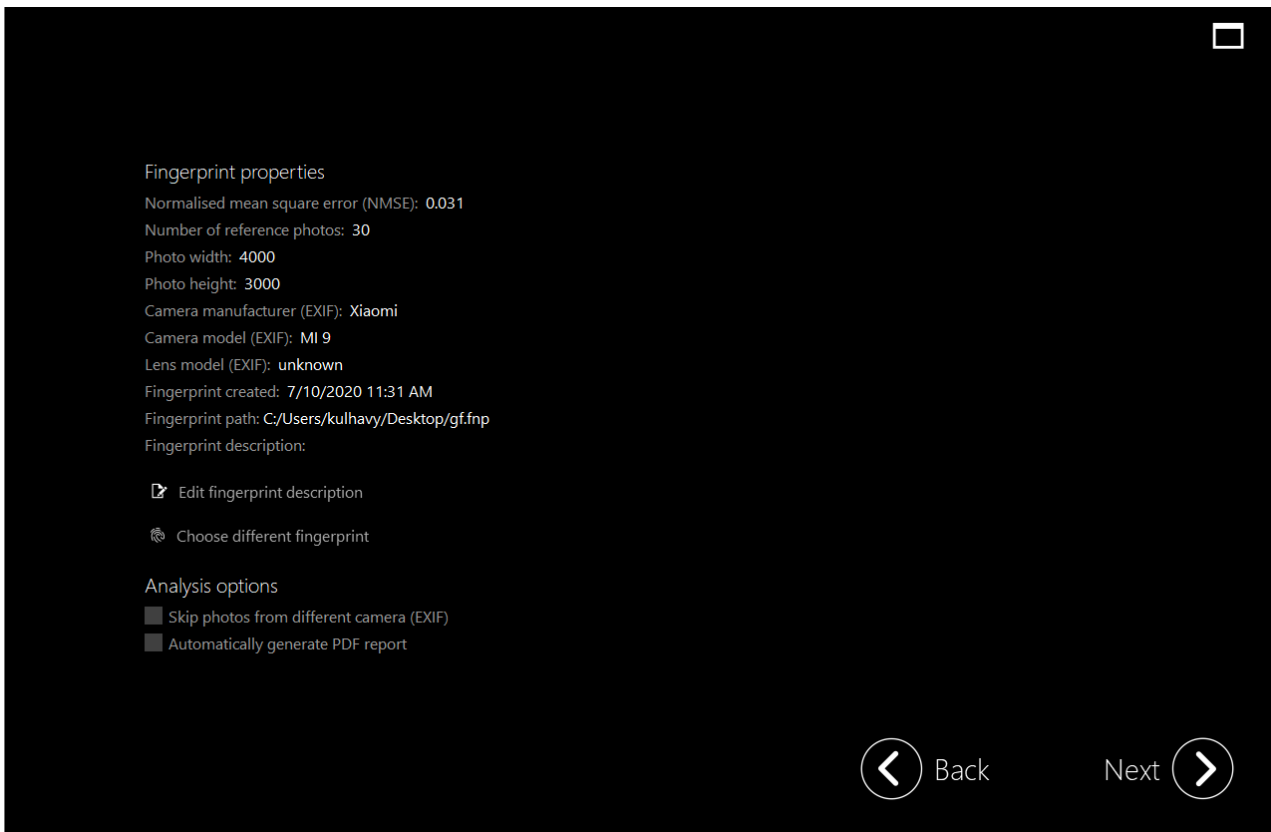 Fingerprint properties
Normalised mean square error (NMSE): 0.031
Number of reference photos: 30
Photo width: 4000
Photo height: 3000
Camera manufacturer (EXIF): Xiaomi
Camera model (EXIF): MI 9
Lens model (EXIF): unknown
Fingerprint created: 7/10/2020 11:31 AM
Fingerprint path: C:/Users/kulhavy/Desktop/gf.fnp
Fingerprint description:
Edit fingerprint description
Choose different fingerprint
Analysis options
Skip photos from different camera (EXIF)
Automatically generate PDF report
Back Next